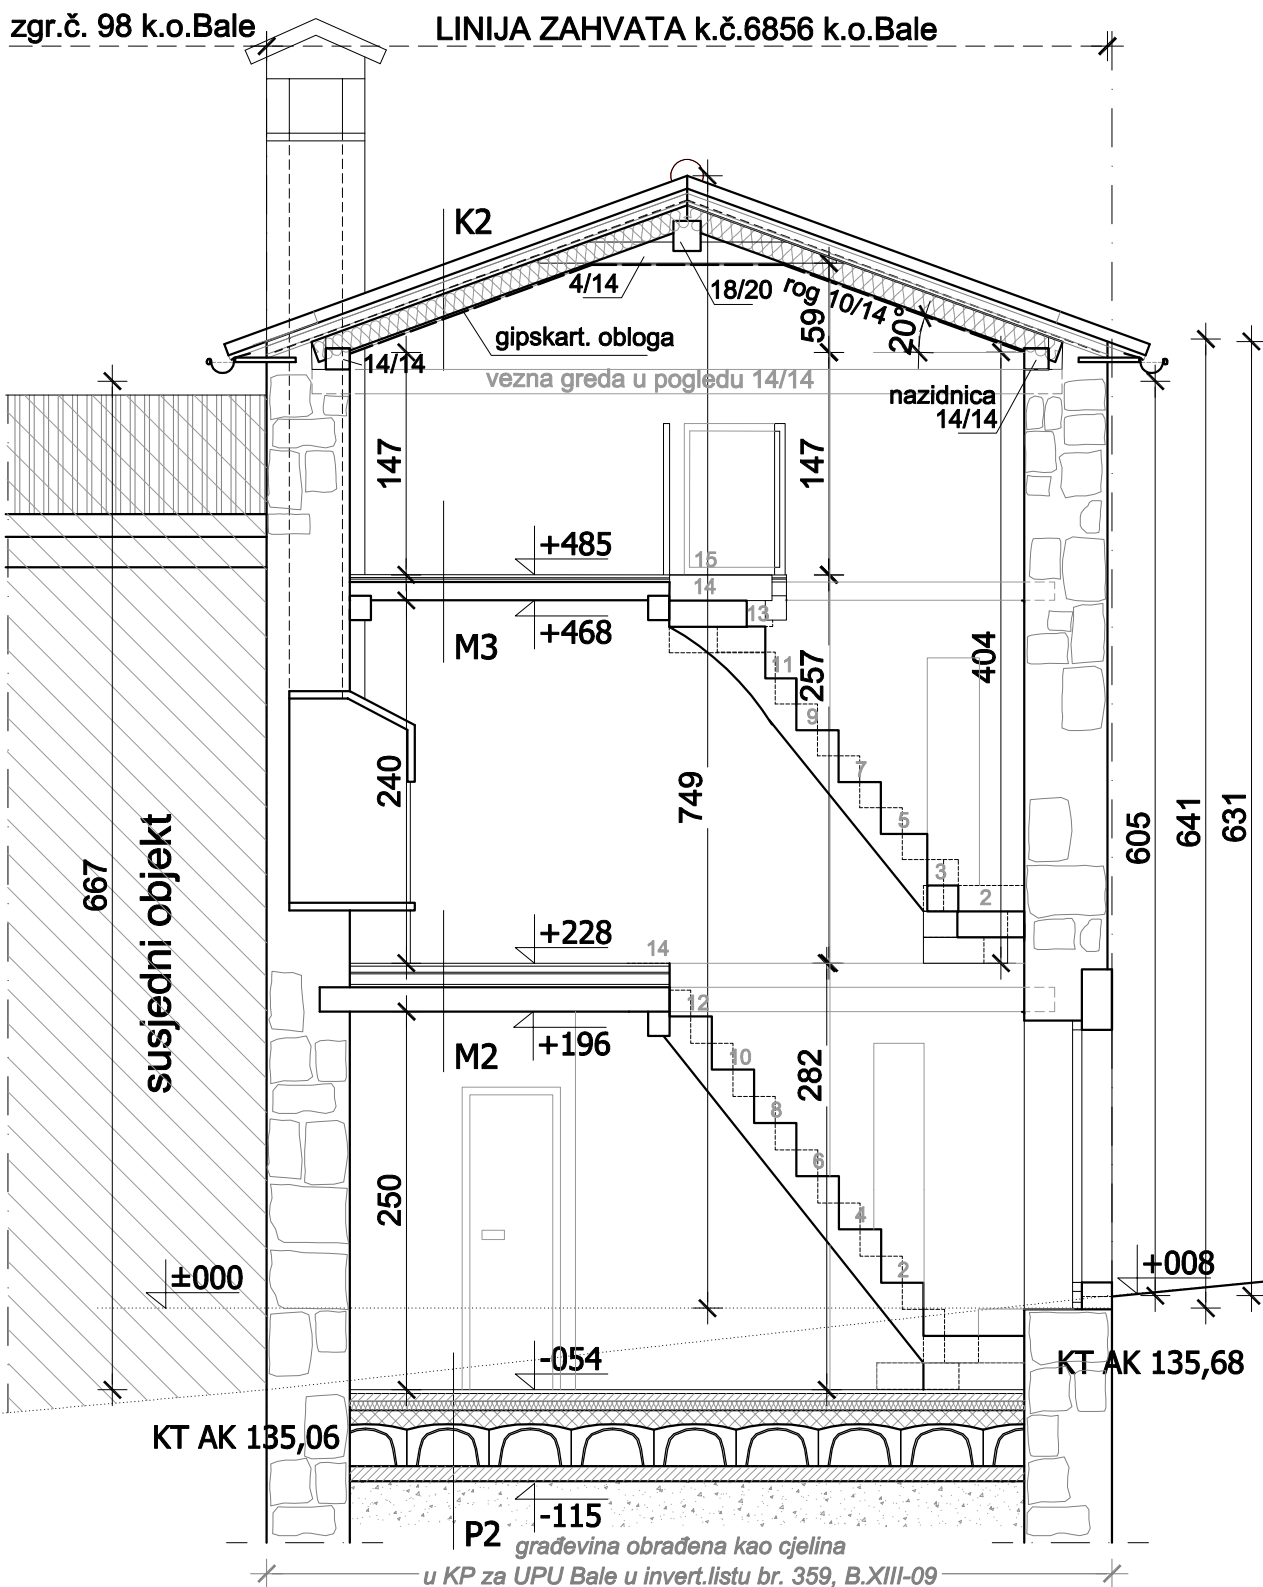 zgr.č. 98 k.o.Bale
LINIJA ZAHVATA k.č.6856 k.o.Bale
K2
4/14
18/20
rog 10/14
59
20°
gipskart. obloga
14/14
vezna greda u pogledu 14/14
nazidnica
14/14
147
147
+485
15
14
13
+468
M3
11
257
404
9
240
749
7
5
3
2
605
641
631
667
susjedni objekt
+228
14
12
+196
M2
10
282
8
6
250
4
2
±000
+008
-054
KT AK 135,68
KT AK 135,06
-115
P2
građevina obrađena kao cjelina
u KP za UPU Bale u invert.listu br. 359, B.XIII-09